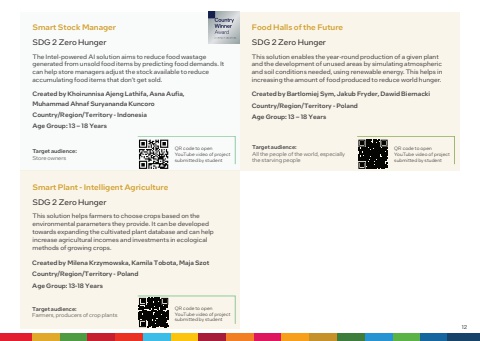 Smart Stock Manager
Country
Winner
Award
SDG 2 Zero Hunger
The Intel-powered AI solution aims to reduce food wastage
generated from unsold food items by predicting food demands. It
can help store managers adjust the stock available to reduce
accumulating food items that don't get sold.
Created by Khoirunnisa Ajeng Lathifa, Asna Aufia,
Muhammad Ahnaf Suryananda Kuncoro
Country/Region/Territory - Indonesia
Age Group: 13 – 18 Years
Target audience:
Store owners
QR code to open
YouTube video of project
submitted by student
Food Halls of the Future
SDG 2 Zero Hunger
This solution enables the year-round production of a given plant
and the development of unused areas by simulating atmospheric
and soil conditions needed, using renewable energy. This helps in
increasing the amount of food produced to reduce world hunger.
Created by Bartlomiej Sym, Jakub Fryder, Dawid Biernacki
Country/Region/Territory - Poland
Age Group: 13 – 18 Years
Target audience:
All the people of the world, especially
the starving people
QR code to open
YouTube video of project
submitted by student
Smart Plant - Intelligent Agriculture
SDG 2 Zero Hunger
This solution helps farmers to choose crops based on the
environmental parameters they provide. It can be developed
towards expanding the cultivated plant database and can help
increase agricultural incomes and investments in ecological
methods of growing crops.
Created by Milena Krzymowska, Kamila Tobota, Maja Szot
Country/Region/Territory - Poland
Age Group: 13-18 Years
Target audience:
Farmers, producers of crop plants
QR code to open
YouTube video of project
submitted by student
12